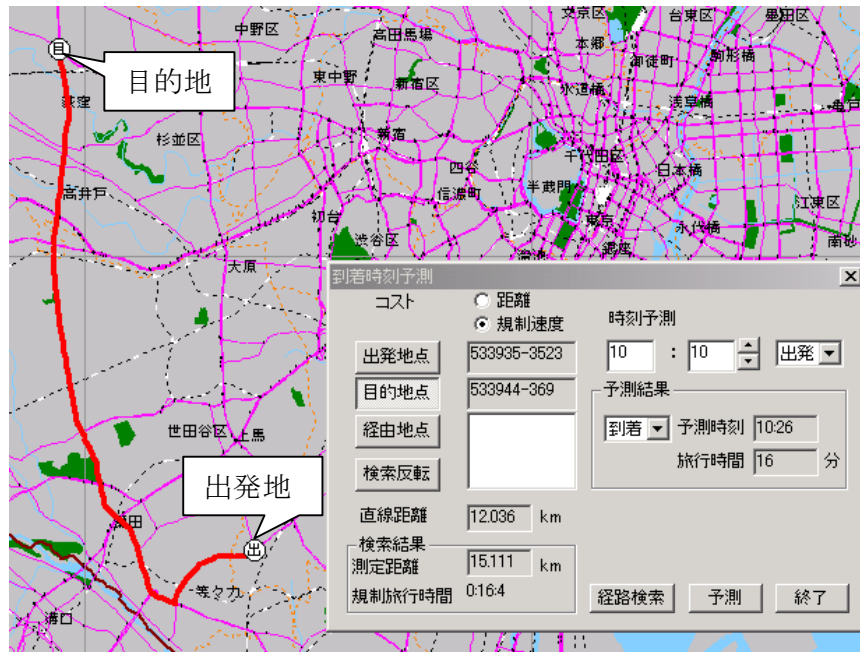 中野区
高田馬場
文京区
台東区
墨田区
本郷
御徒町
駒形橋
目
目的地
東中野
新宿区
水道橋
浅草橋
亀戸
荻窪
杉並区
新宿
四谷
千代田区
日本橋
高井戸
信濃町
半蔵門
江東区
初台
東京
永代橋
渋谷区
銀座
南砂
大原
溜池
世田谷区
上馬
出発地
出
等々力
溝口
到着時刻予測
コスト
距離
規制速度
時刻予測
出発地点
533935-3523
10 : 10 出発
目的地点
533944-369
予測結果
経由地点
到着 予測時刻 10:26
旅行時間 16 分
検索反転
直線距離 12.036 km
検索結果
測定距離 15.111 km
規制旅行時間 0:16:4
経路検索 予測 終了